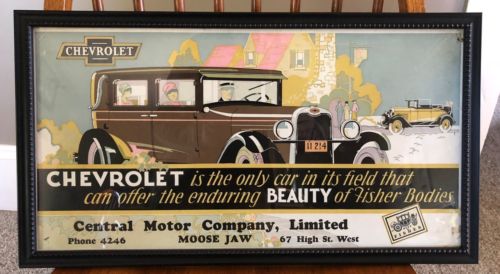 CHEVROLET
11 214
CHEVROLET is the only car in its field that
can offer the enduring BEAUTY of Fisher Bodies
Central Motor Company, Limited
Phone 4246 MOOSE JAW 67 High St. West